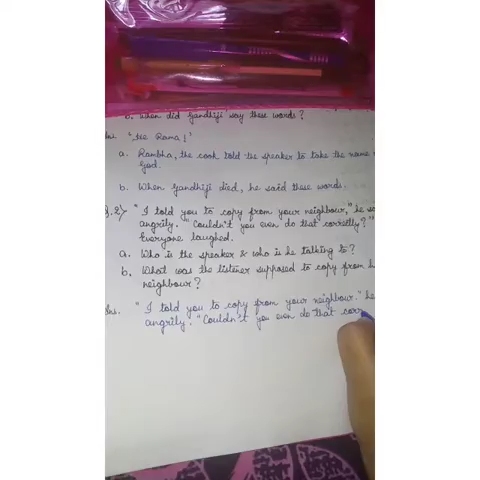 b. When did Gandhiji say these words?
Ans. "Hee Rama!"
a. Rambha, the cook told the speaker to take the name
God.
b. When Gandhiji died, he said these words.
Q.2) "I told you to copy from your neighbour," he
angrily. "Couldn't you even do that correctly?"
Everyone laughed.
a. Who is the speaker & who is he talking to?
b. What was the listener supposed to copy from
neighbour?
Ans. "I told you to copy from your neighbour." he
angrily. "Couldn't you even do that corr